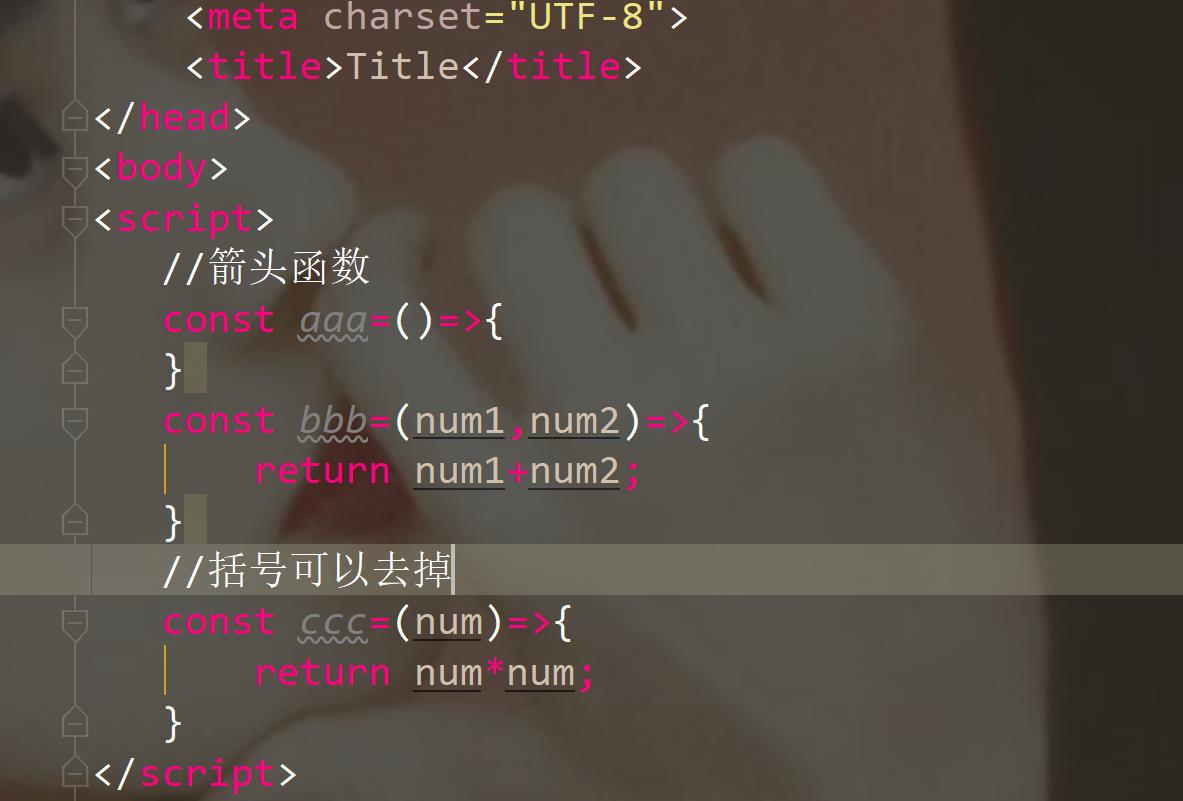 <meta charset="UTF-8">
<title>Title</title>
</head>
<body>
<script>
//箭头函数
const aaa=()=>{
}
const bbb=(num1,num2)=>{
return num1+num2;
}
//括号可以去掉
const ccc=(num)=>{
return num*num;
}
</script>